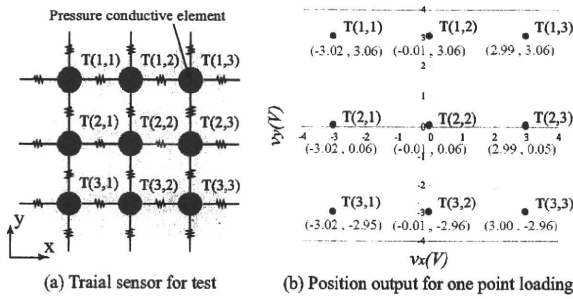 Pressure conductive element
T(1,1) T(1,2) T(1,3)
T(2,1) T(2,2) T(2,3)
T(3,1) T(3,2) T(3,3)
y
x
(a) Traial sensor for test
4
T(1,1) T(1,2) T(1,3)
3
(-3.02 , 3.06) (-0.01 , 3.06) (2.99 , 3.06)
2
1
T(2,1) T(2,2) T(2,3)
vy(V)
-4 -3 -2 -1 0 1 2 3 4
(-3.02 , 0.06) (-0.01 , 0.06) (2.99 , 0.05)
-2
T(3,1) T(3,2) T(3,3)
-3
(-3.02 , -2.95) (-0.01 , -2.96) (3.00 , -2.96)
-4
vx(V)
(b) Position output for one point loading